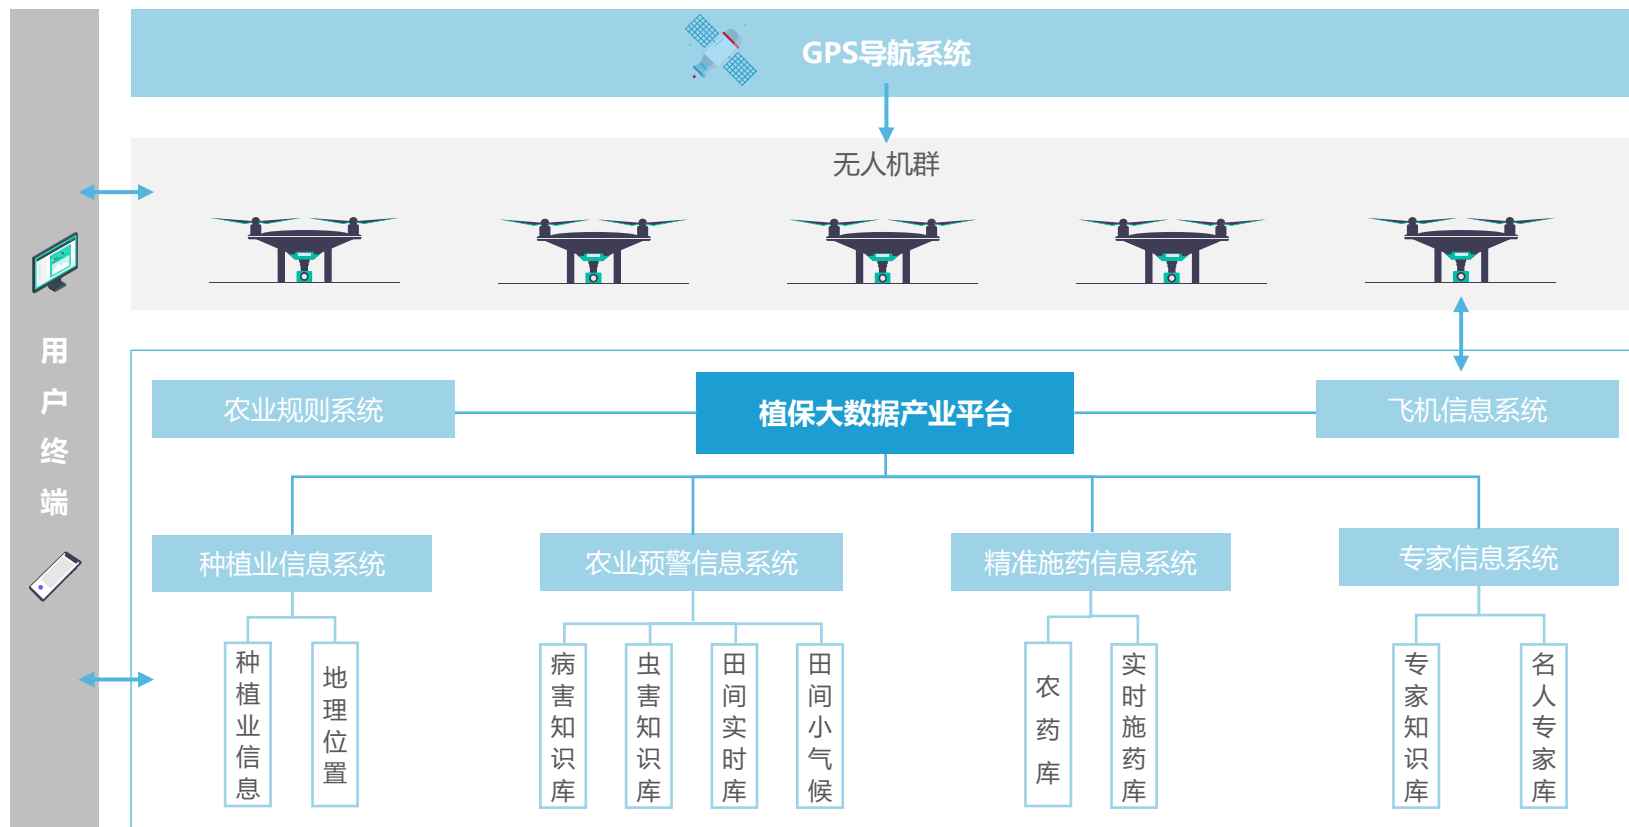 GPS导航系统
无人机群
用户终端
农业规则系统
植保大数据产业平台
飞机信息系统
种植业信息系统
农业预警信息系统
精准施药信息系统
专家信息系统
种植业信息
地理位置
病害知识库
虫害知识库
田间实时库
田间小气候
农药库
实时施药库
专家知识库
名人专家库